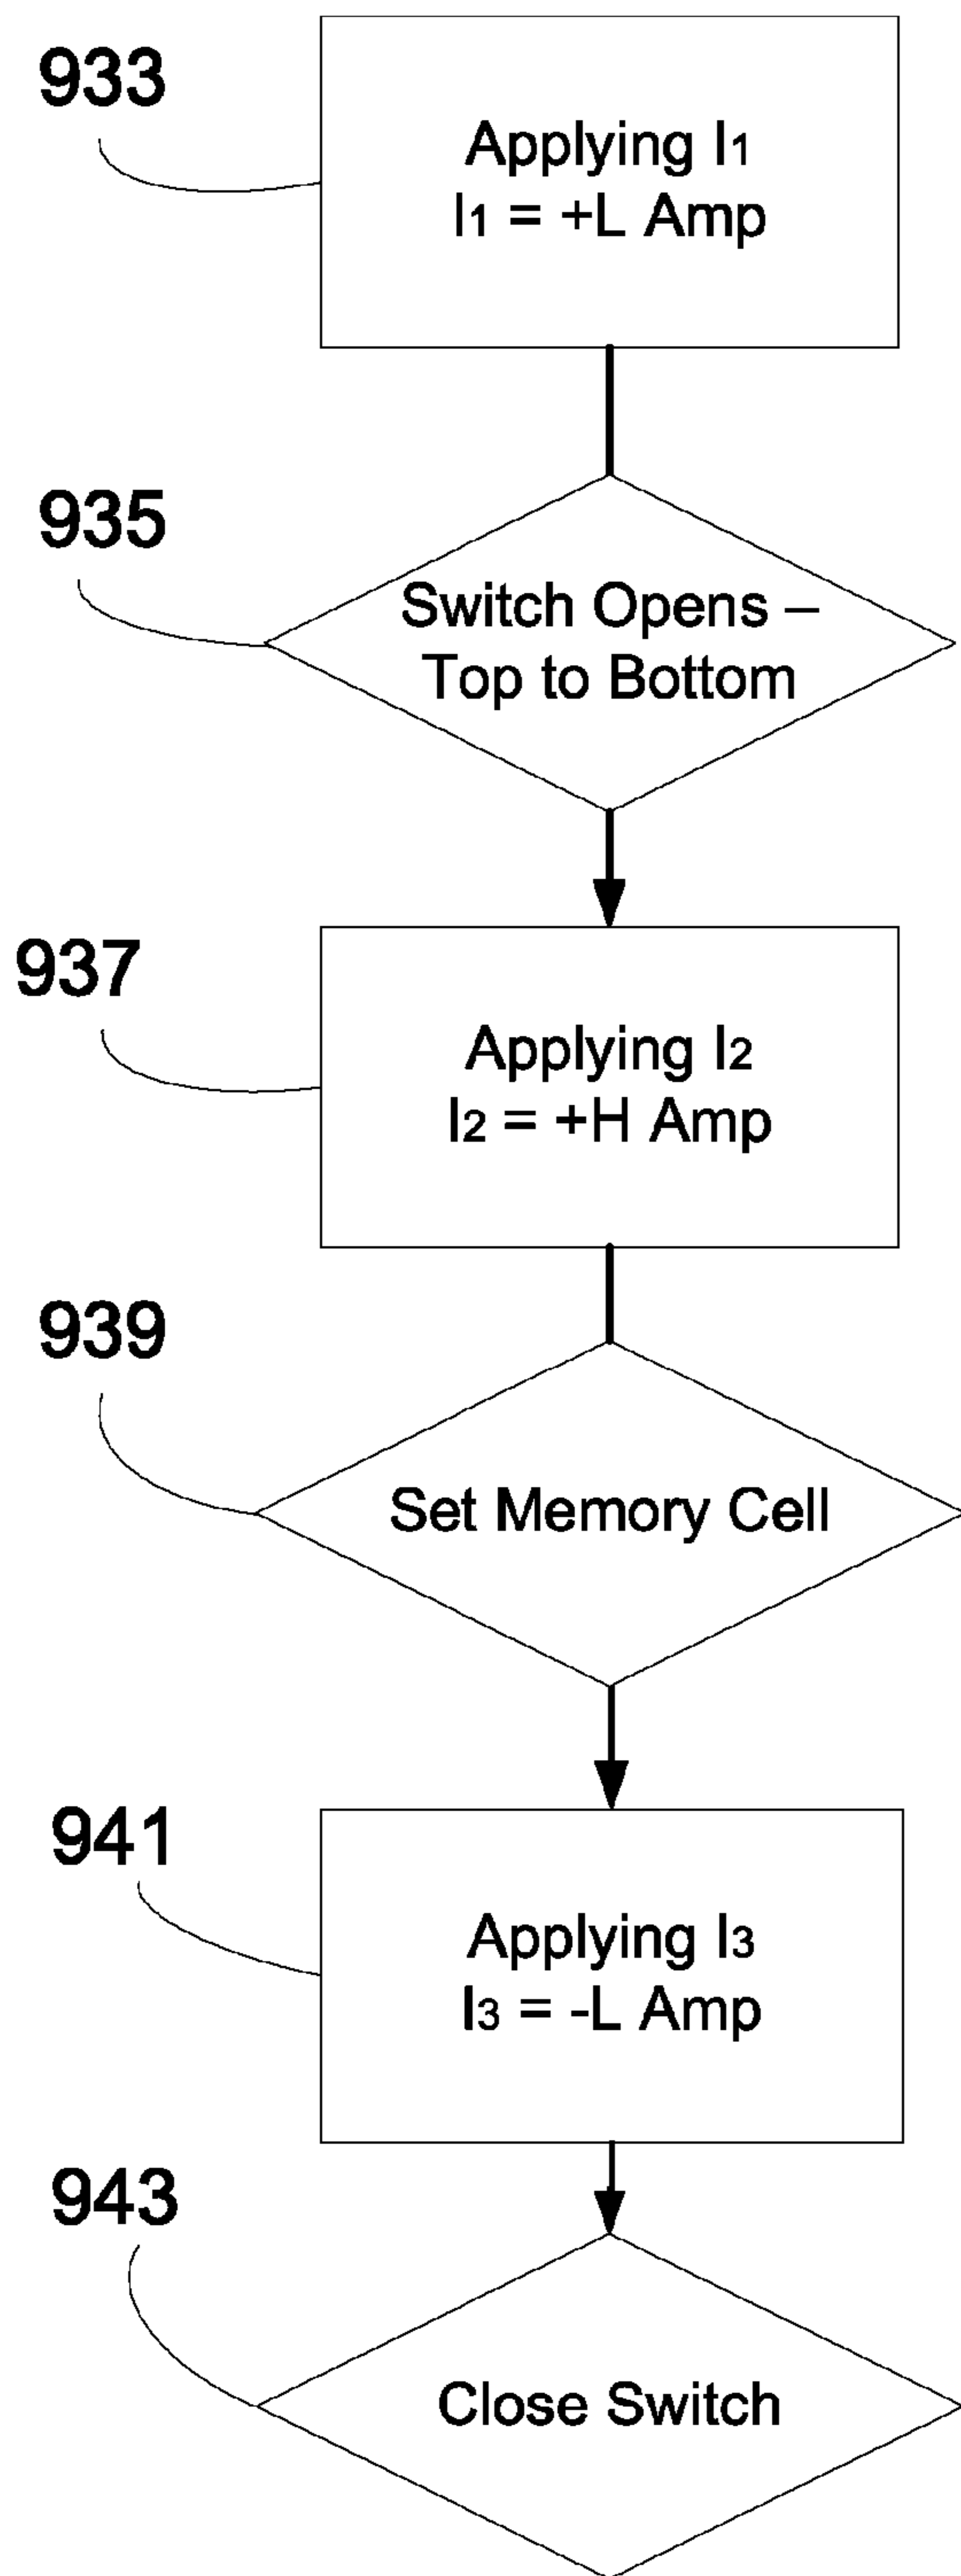 933
Applying I1
I1 = +L Amp
935
Switch Opens –
Top to Bottom
937
Applying I2
I2 = +H Amp
939
Set Memory Cell
941
Applying I3
I3 = -L Amp
943
Close Switch